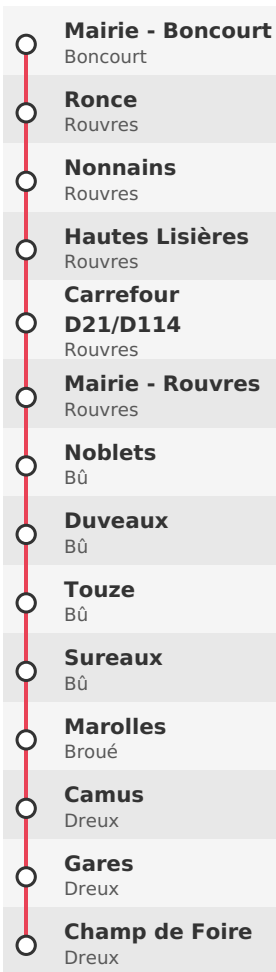 Mairie - Boncourt
Boncourt
Ronce
Rouvres
Nonnains
Rouvres
Hautes Lisières
Rouvres
Carrefour
D21/D114
Rouvres
Mairie - Rouvres
Rouvres
Noblets
Bû
Duveaux
Bû
Touze
Bû
Sureaux
Bû
Marolles
Broué
Camus
Dreux
Gares
Dreux
Champ de Foire
Dreux